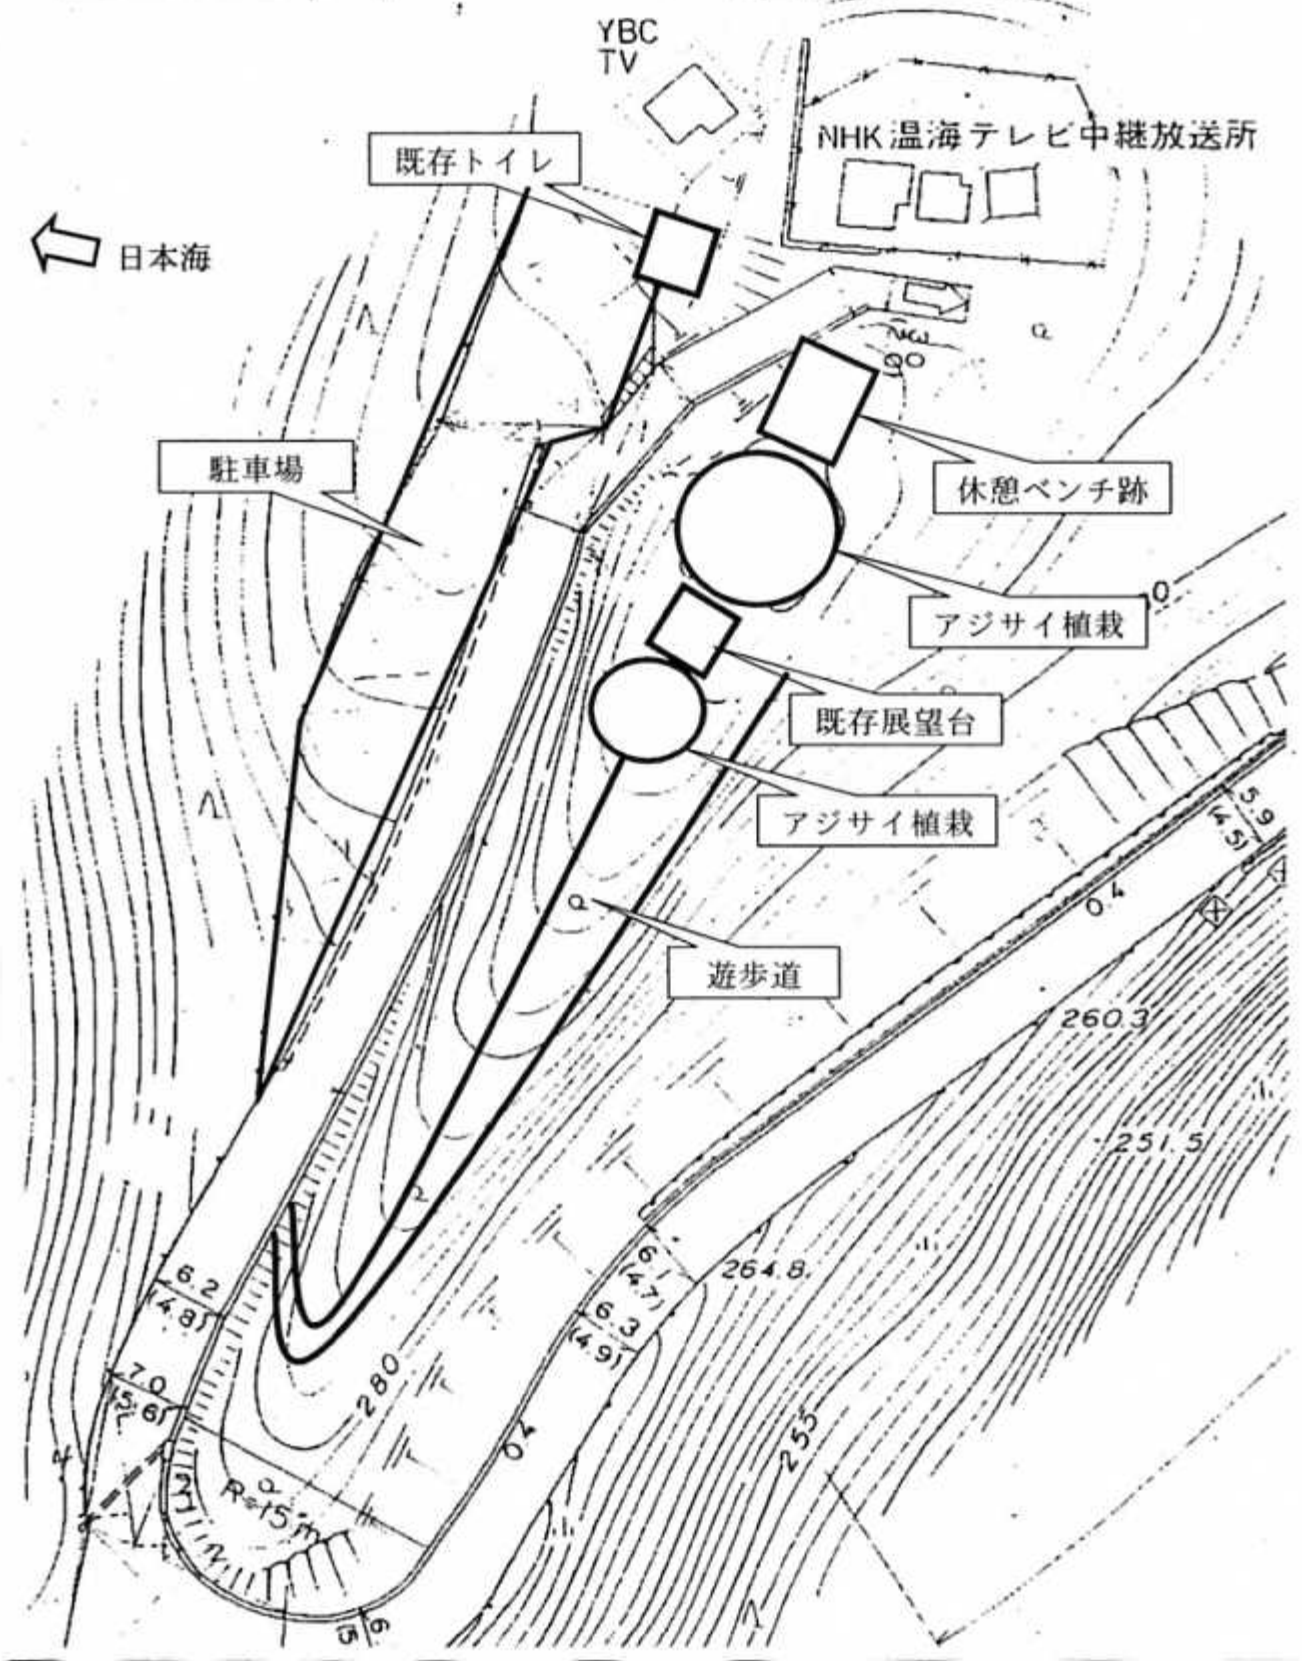 YBC
TV
NHK温海テレビ中継放送所
既存トイレ
日本海
駐車場
休憩ベンチ跡
アジサイ植栽
既存展望台
アジサイ植栽
5.9
(4.5)
0.4
遊歩道
260.3
251.5
6.1
(4.7)
264.8
6.2
(4.8)
6.3
(4.9)
7.0
(5.6)
280
0.4
255
R=15m